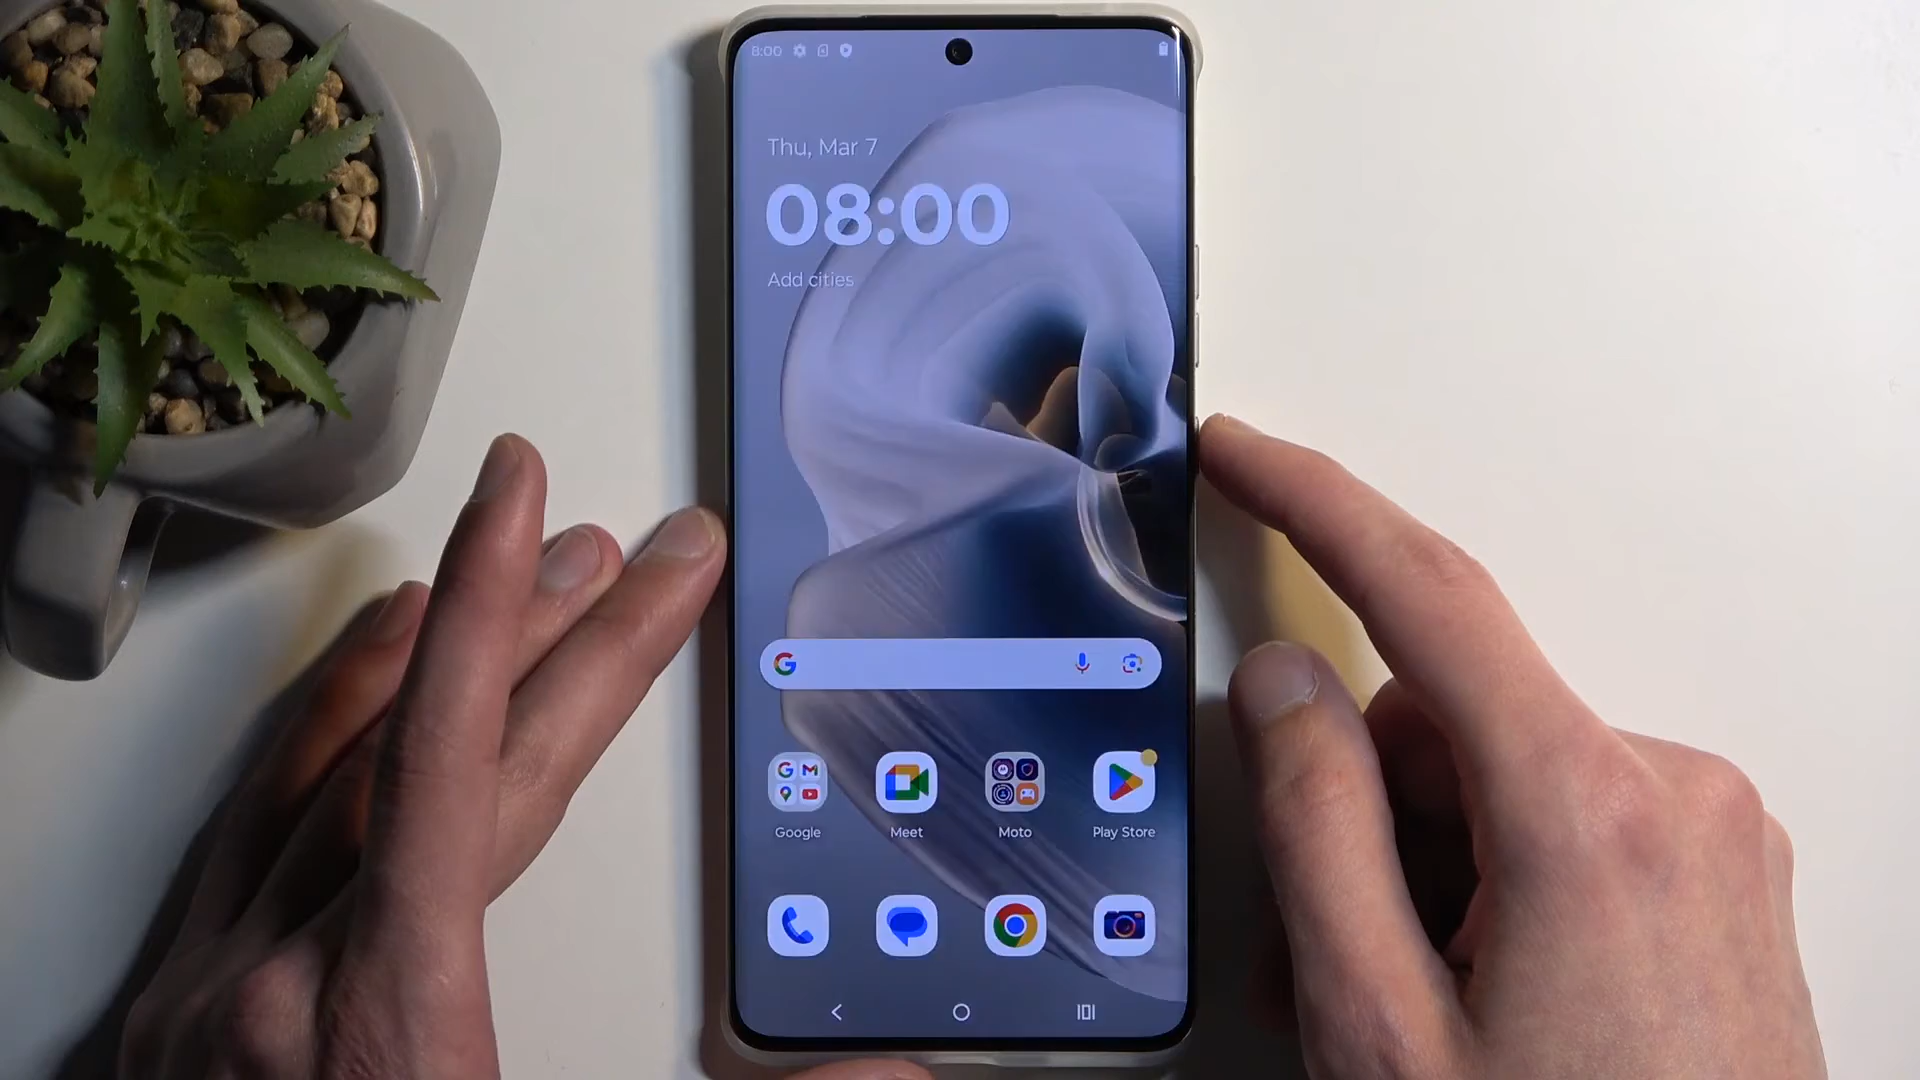 8:00
Thu, Mar 7
08:00
Add cities
Google
Meet
Moto
Play Store